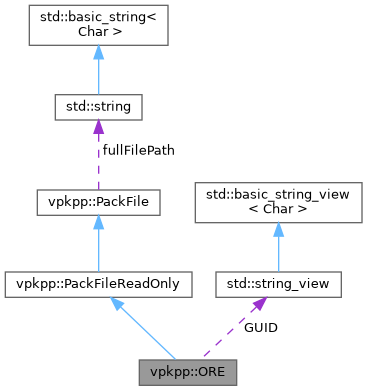 std::basic_string<
Char >
std::string
fullFilePath
vpkpp::PackFile
std::basic_string_view
< Char >
vpkpp::PackFileReadOnly
std::string_view
GUID
vpkpp::ORE